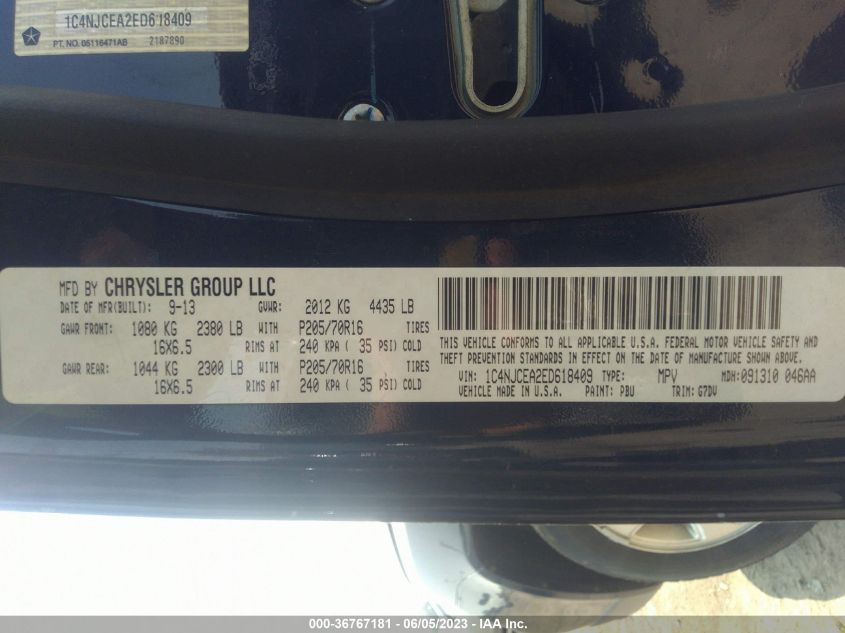 1C4NJCEA2ED618409
PT. NO. 05116471AB 2187890
MFD BY CHRYSLER GROUP LLC
DATE OF MFR(BUILT): 9-13 GVWR: 2012 KG 4435 LB
GAWR FRONT: 1080 KG 2380 LB WITH P205/70R16 TIRES
16X6.5 RIMS AT 240 KPA ( 35 PSI) COLD
GAWR REAR: 1044 KG 2300 LB WITH P205/70R16 TIRES
16X6.5 RIMS AT 240 KPA ( 35 PSI) COLD
THIS VEHICLE CONFORMS TO ALL APPLICABLE U.S.A. FEDERAL MOTOR VEHICLE SAFETY AND
THEFT PREVENTION STANDARDS IN EFFECT ON THE DATE OF MANUFACTURE SHOWN ABOVE.
VIN: 1C4NJCEA2ED618409 TYPE: MPV MDH: 091310 046AA
VEHICLE MADE IN U.S.A. PAINT: PBU TRIM: G7DV
000-36767181 - 06/05/2023 - IAA Inc.